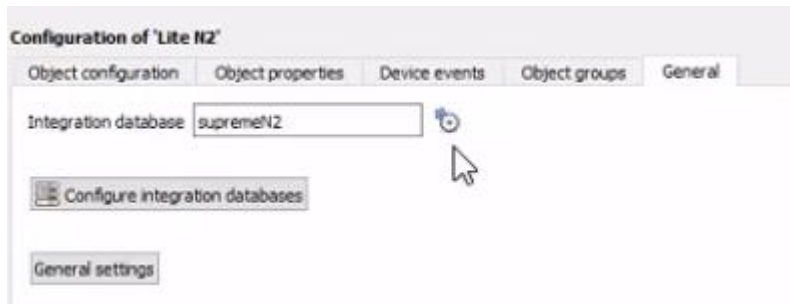 Configuration of 'Lite N2'
Object configuration Object properties Device events Object groups General
Integration database supremeN2
Configure integration databases
General settings